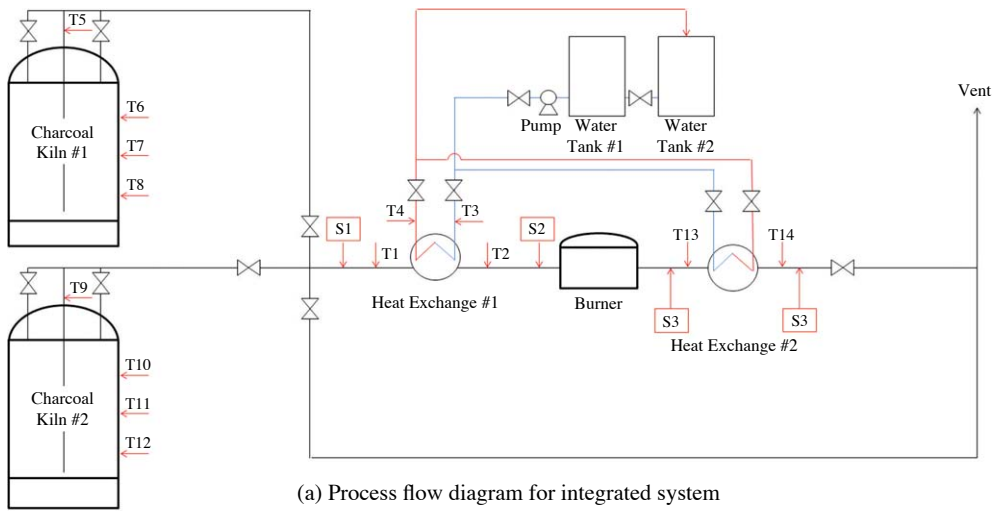 T5
T6
Charcoal
Kiln #1
T7
T8
T9
T10
Charcoal
Kiln #2
T11
T12
Pump
Water
Tank #1
Water
Tank #2
Vent
T4
T3
S1
T1
T2
S2
Heat Exchange #1
Burner
T13
T14
S3
S3
Heat Exchange #2
(a) Process flow diagram for integrated system